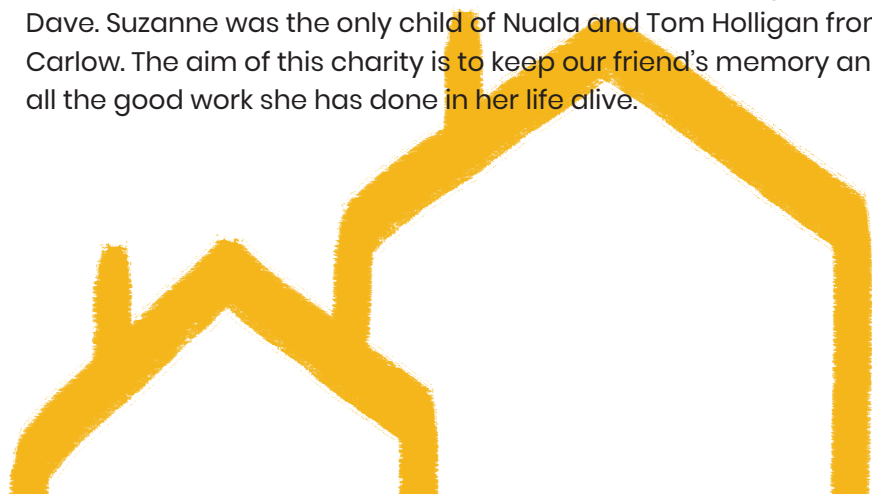 Dave. Suzanne was the only child of Nuala and Tom Holligan from
Carlow. The aim of this charity is to keep our friend's memory an
all the good work she has done in her life alive.